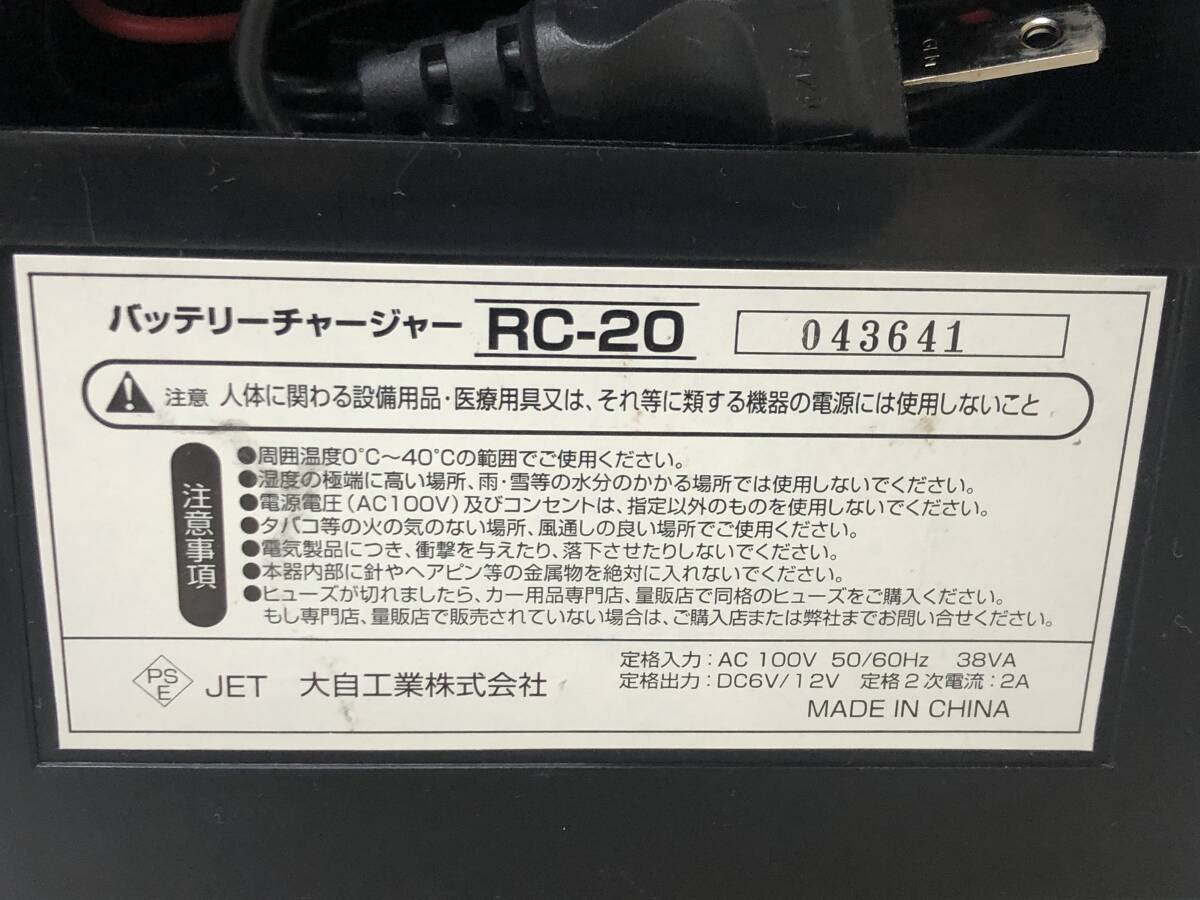 バッテリーチャージャー RC-20 043641
注意 人体に関わる設備用品・医療用具又は、それ等に類する機器の電源には使用しないこと
注意事項
●周囲温度0℃～40℃の範囲でご使用ください。
●湿度の極端に高い場所、雨・雪等の水分のかかる場所では使用しないでください。
●電源電圧(AC100V)及びコンセントは、指定以外のものを使用しないでください。
●タバコ等の火の気のない場所、風通しの良い場所でご使用ください。
●電気製品につき、衝撃を与えたり、落下させたりしないでください。
●本器内部に針やヘアピン等の金属物を絶対に入れないでください。
●ヒューズが切れましたら、カー用品専門店、量販店で同格のヒューズをご購入ください。
もし専門店、量販店で販売されていない場合は、ご購入店または弊社までお問い合せください。
PS
E
JET 大自工業株式会社
定格入力：AC 100V 50/60Hz 38VA
定格出力：DC6V/12V 定格2次電流：2A
MADE IN CHINA